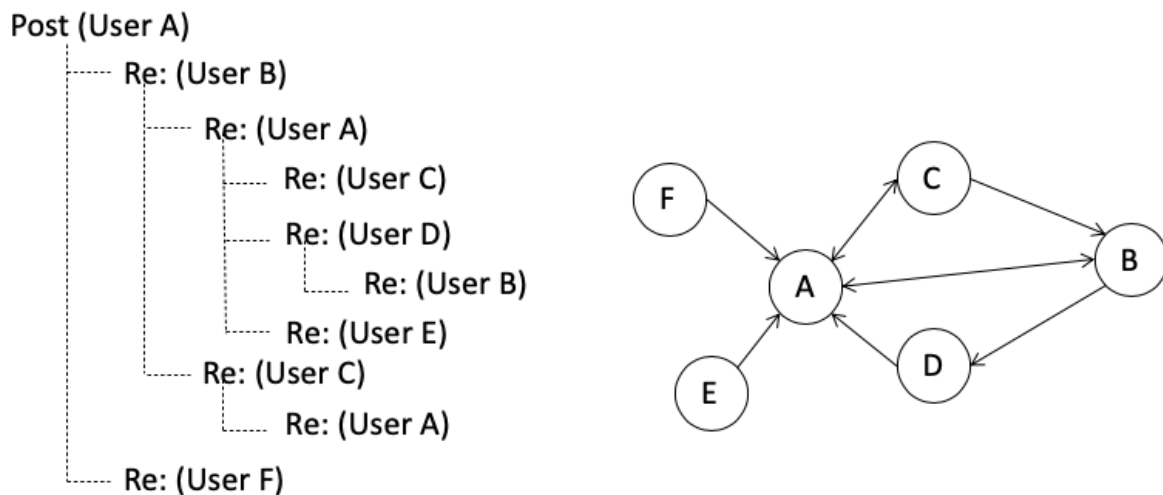 Post (User A)
Re: (User B)
Re: (User A)
Re: (User C)
Re: (User D)
Re: (User B)
Re: (User E)
Re: (User C)
Re: (User A)
Re: (User F)
F
C
A
B
E
D